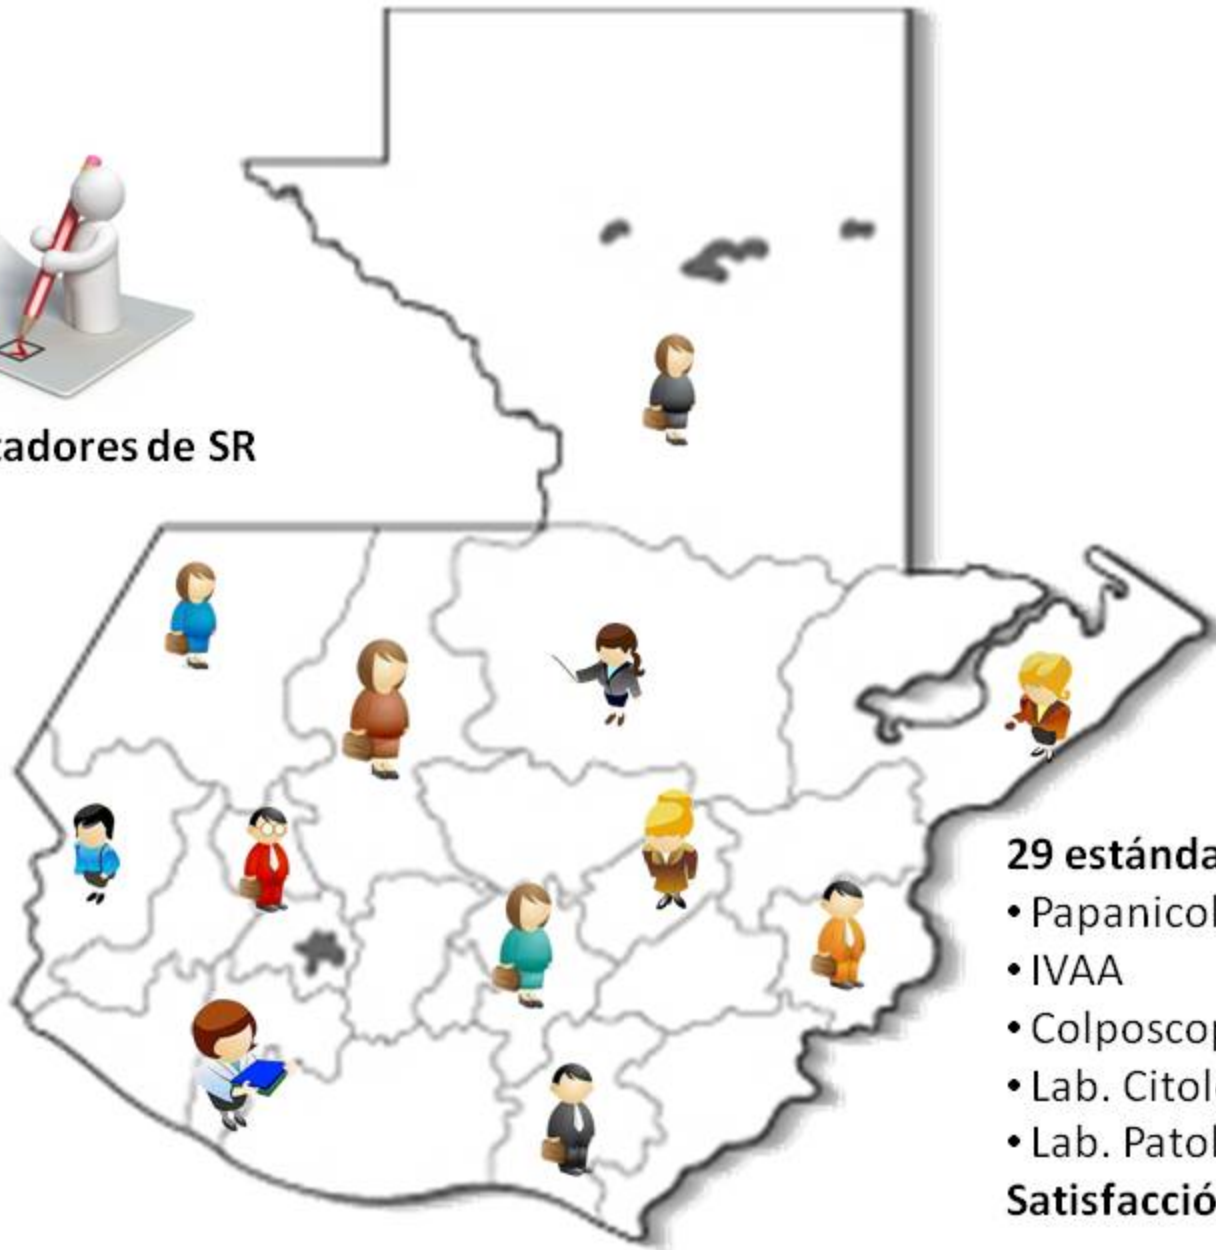 tadores de SR
29 estánda
• Papanicol
• IVAA
• Colposcop
• Lab. Citol
• Lab. Patol
Satisfacció